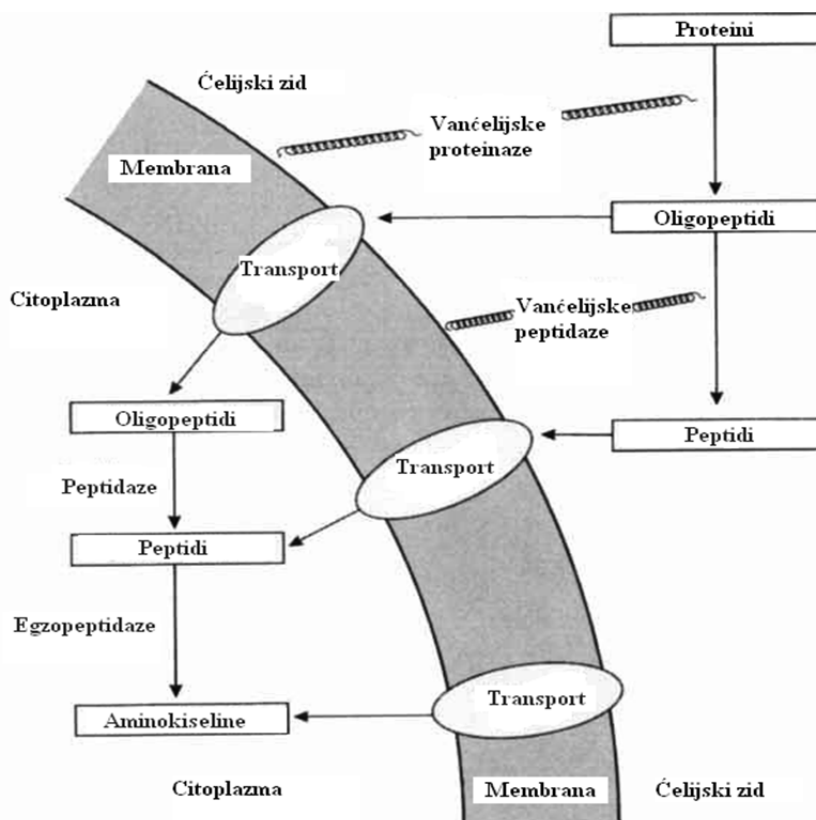 Proteini
Ćelijski zid
Vanćelijske
proteinaze
Membrana
Oligopeptidi
Transport
Citoplazma
Vanćelijske
peptidaze
Oligopeptidi
Peptidi
Transport
Peptidaze
Peptidi
Egzopeptidaze
Transport
Aminokiseline
Citoplazma
Membrana
Ćelijski zid